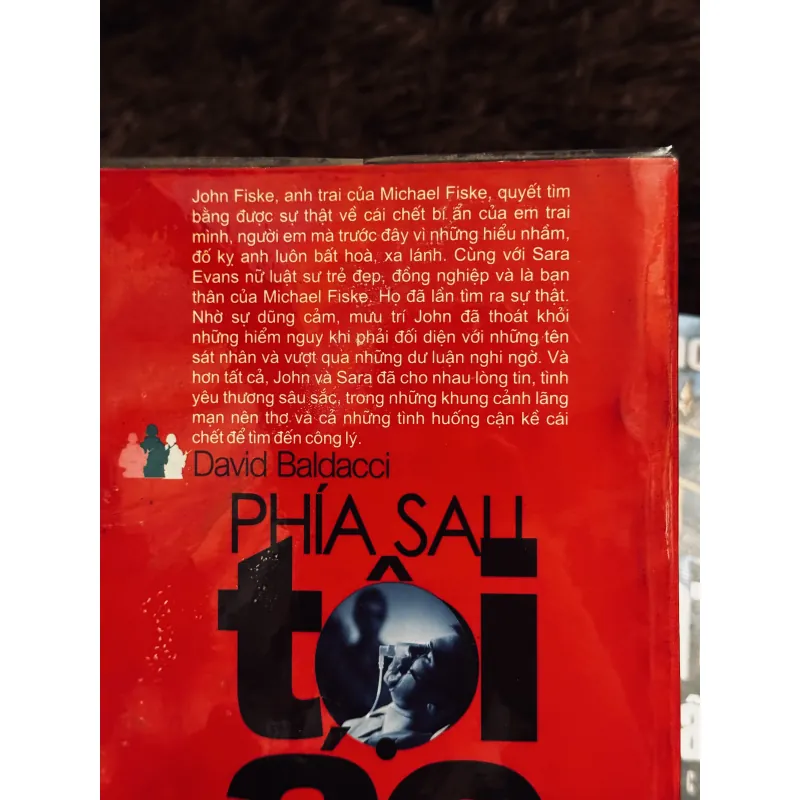 John Fiske, anh trai của Michael Fiske, quyết tìm
bằng được sự thật về cái chết bí ẩn của em trai
mình, người em mà trước đây vì những hiểu nhầm,
đố kỵ anh luôn bất hoà, xa lánh. Cùng với Sara
Evans nữ luật sư trẻ đẹp, đồng nghiệp và là bạn
thân của Michael Fiske. Họ đã lần tìm ra sự thật.
Nhờ sự dũng cảm, mưu trí John đã thoát khỏi
những hiểm nguy khi phải đối diện với những tên
sát nhân và vượt qua những dư luận nghi ngờ. Và
hơn tất cả, John và Sara đã cho nhau lòng tin, tình
yêu thương sâu sắc, trong những khung cảnh lãng
mạn nên thơ và cả những tình huống cận kề cái
chết để tìm đến công lý.
David Baldacci
PHÍA SAU
tội